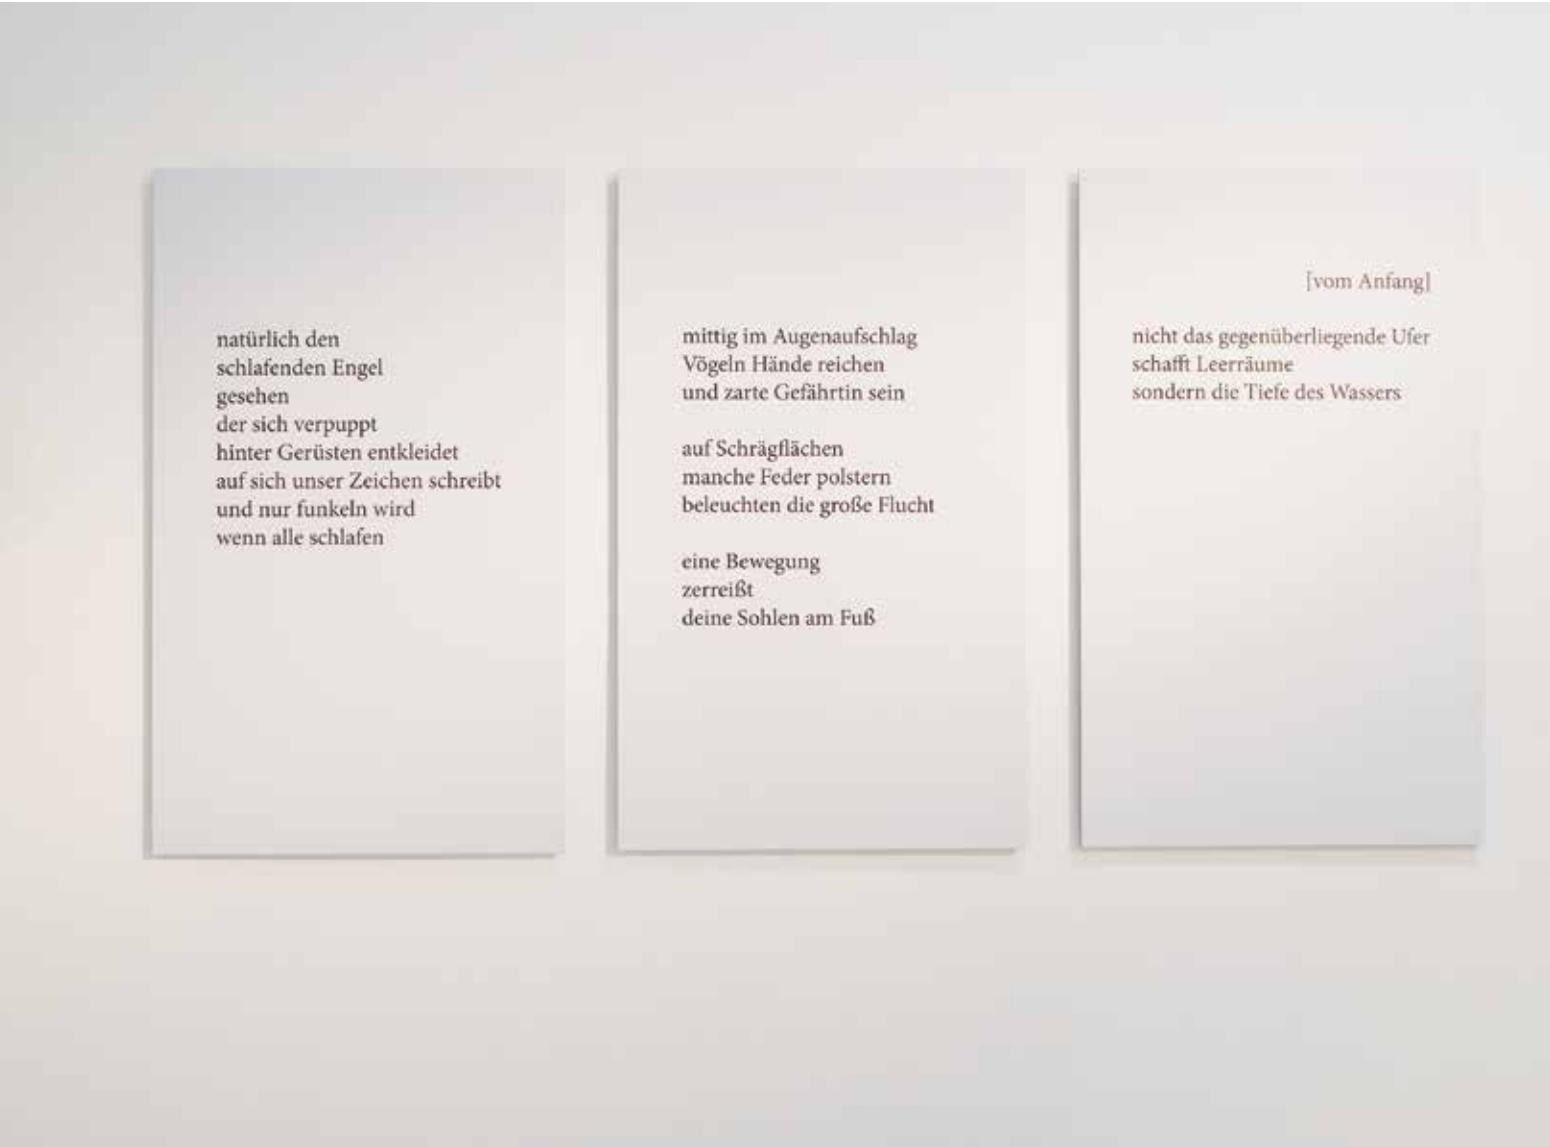 natürlich den
schlafenden Engel
gesehen
der sich verpuppt
hinter Gerüsten entkleidet
auf sich unser Zeichen schreibt
und nur funkeln wird
wenn alle schlafen
mittig im Augenaufschlag
Vögeln Hände reichen
und zarte Gefährtin sein
auf Schrägflächen
manche Feder polstern
beleuchten die große Flucht
eine Bewegung
zerreißt
deine Sohlen am Fuß
[vom Anfang]
nicht das gegenüberliegende Ufer
schafft Leerräume
sondern die Tiefe des Wassers